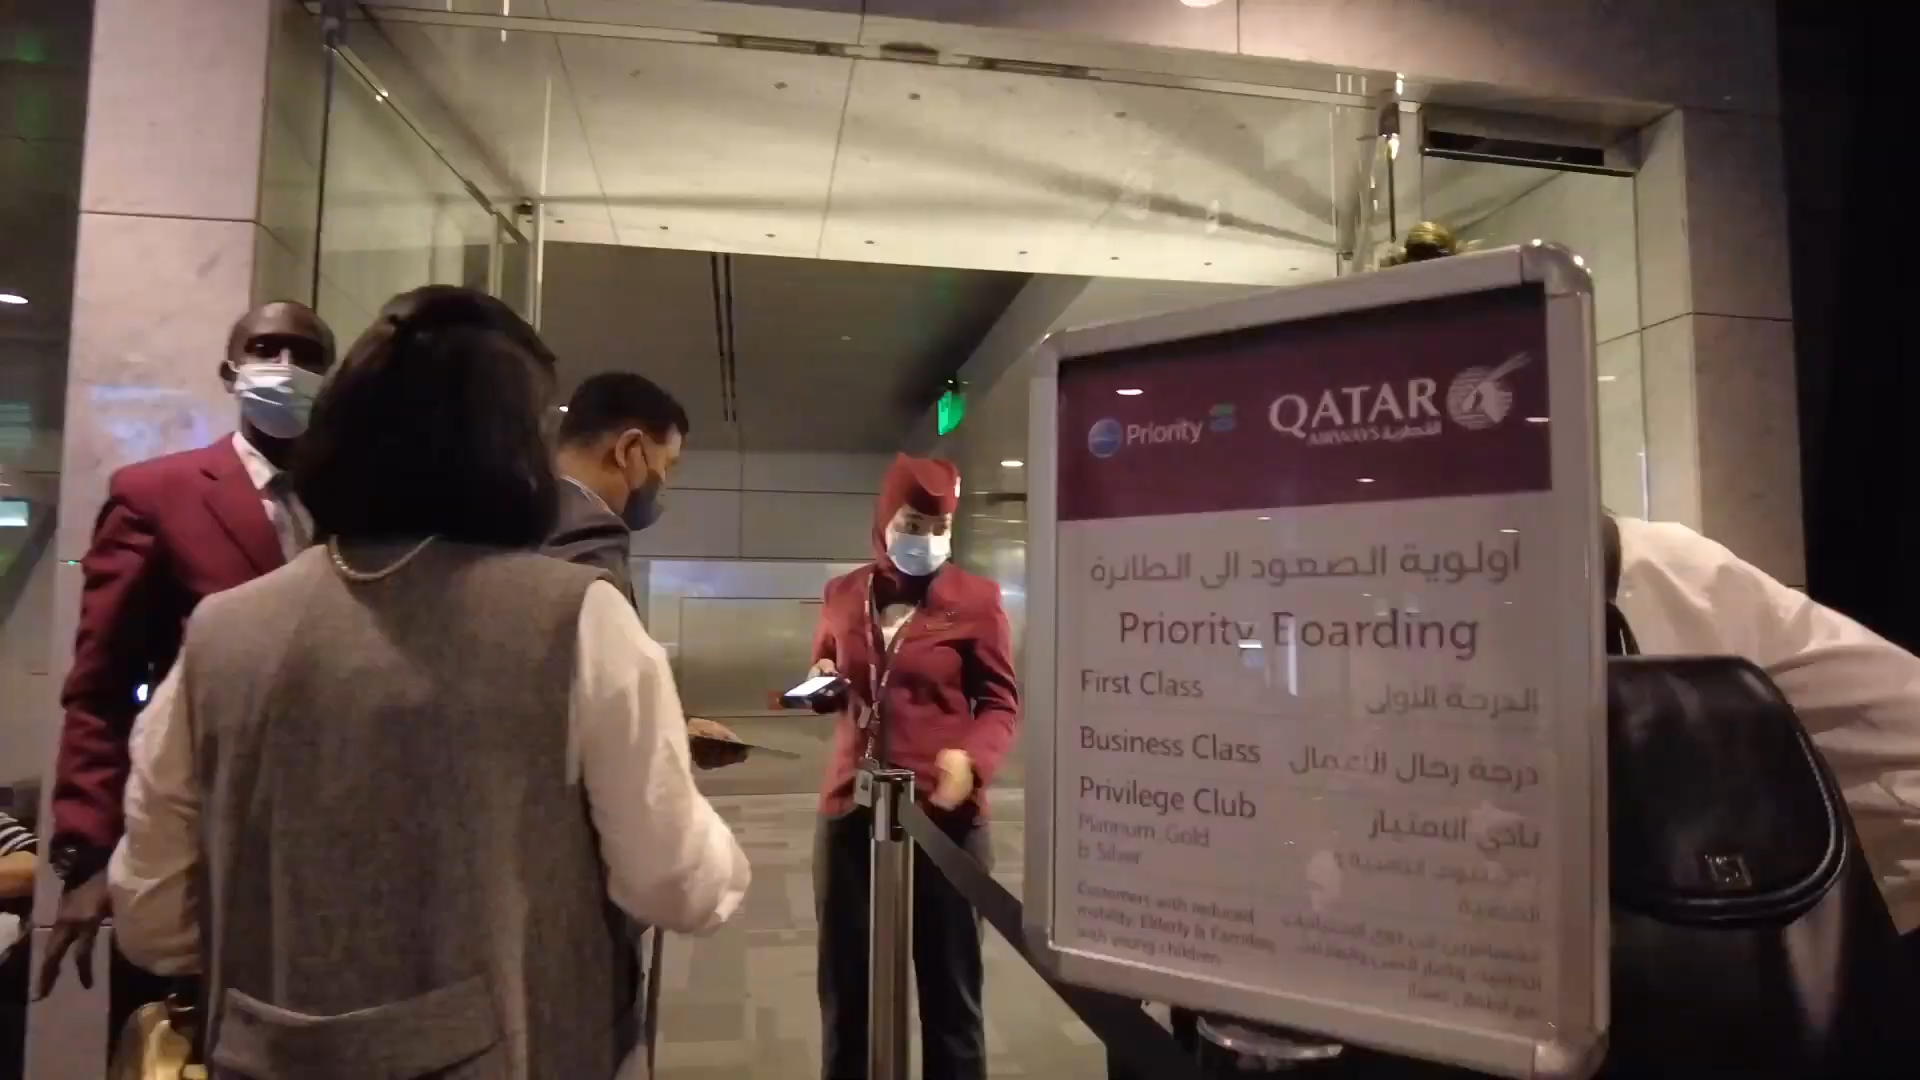 Priority
QATAR
AIRWAYS القطرية
اولوية الصعود الى الطائرة
Priority Boarding
First Class
الدرجة الاولى
Business Class
درجة رجال الاعمال
Privilege Club
نادي الامتياز
Platinum, Gold
& Silver
Customers with reduced
mobility, Elderly & Families
with young children